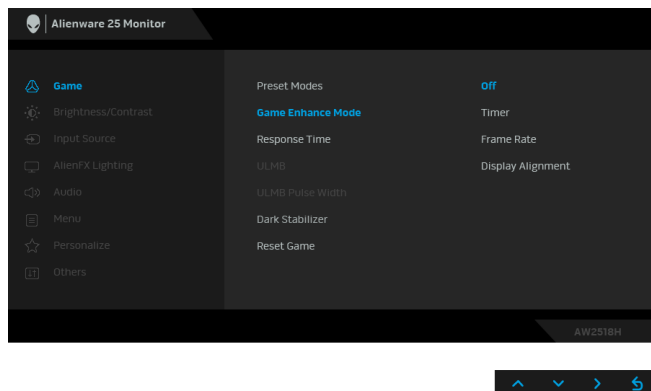 Alienware 25 Monitor
Game
Preset Modes
Off
Brightness/Contrast
Game Enhance Mode
Timer
Input Source
Response Time
Frame Rate
AlienFX Lighting
ULMB
Display Alignment
Audio
ULMB Pulse Width
Menu
Dark Stabilizer
Personalize
Reset Game
Others
AW2518H